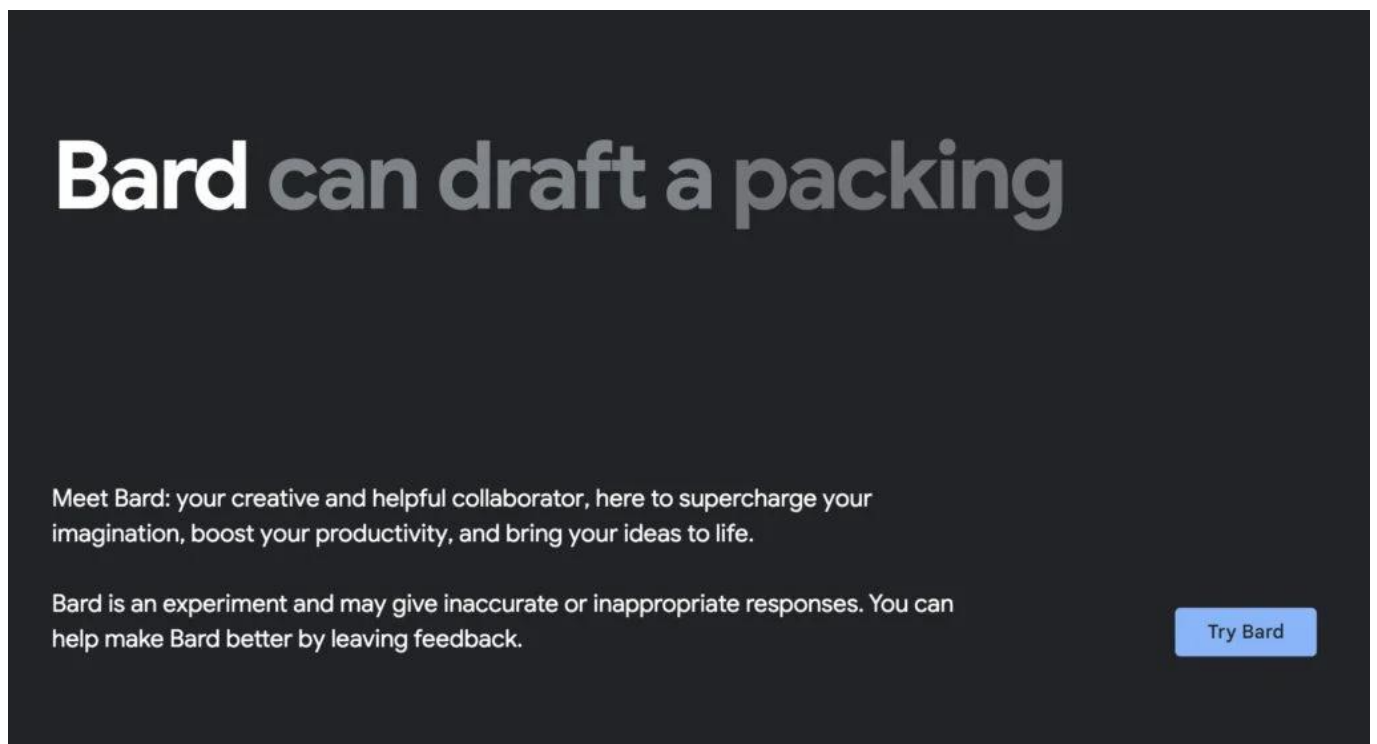 Bard can draft a packing
Meet Bard: your creative and helpful collaborator, here to supercharge your
imagination, boost your productivity, and bring your ideas to life.
Bard is an experiment and may give inaccurate or inappropriate responses. You can
help make Bard better by leaving feedback.
Try Bard